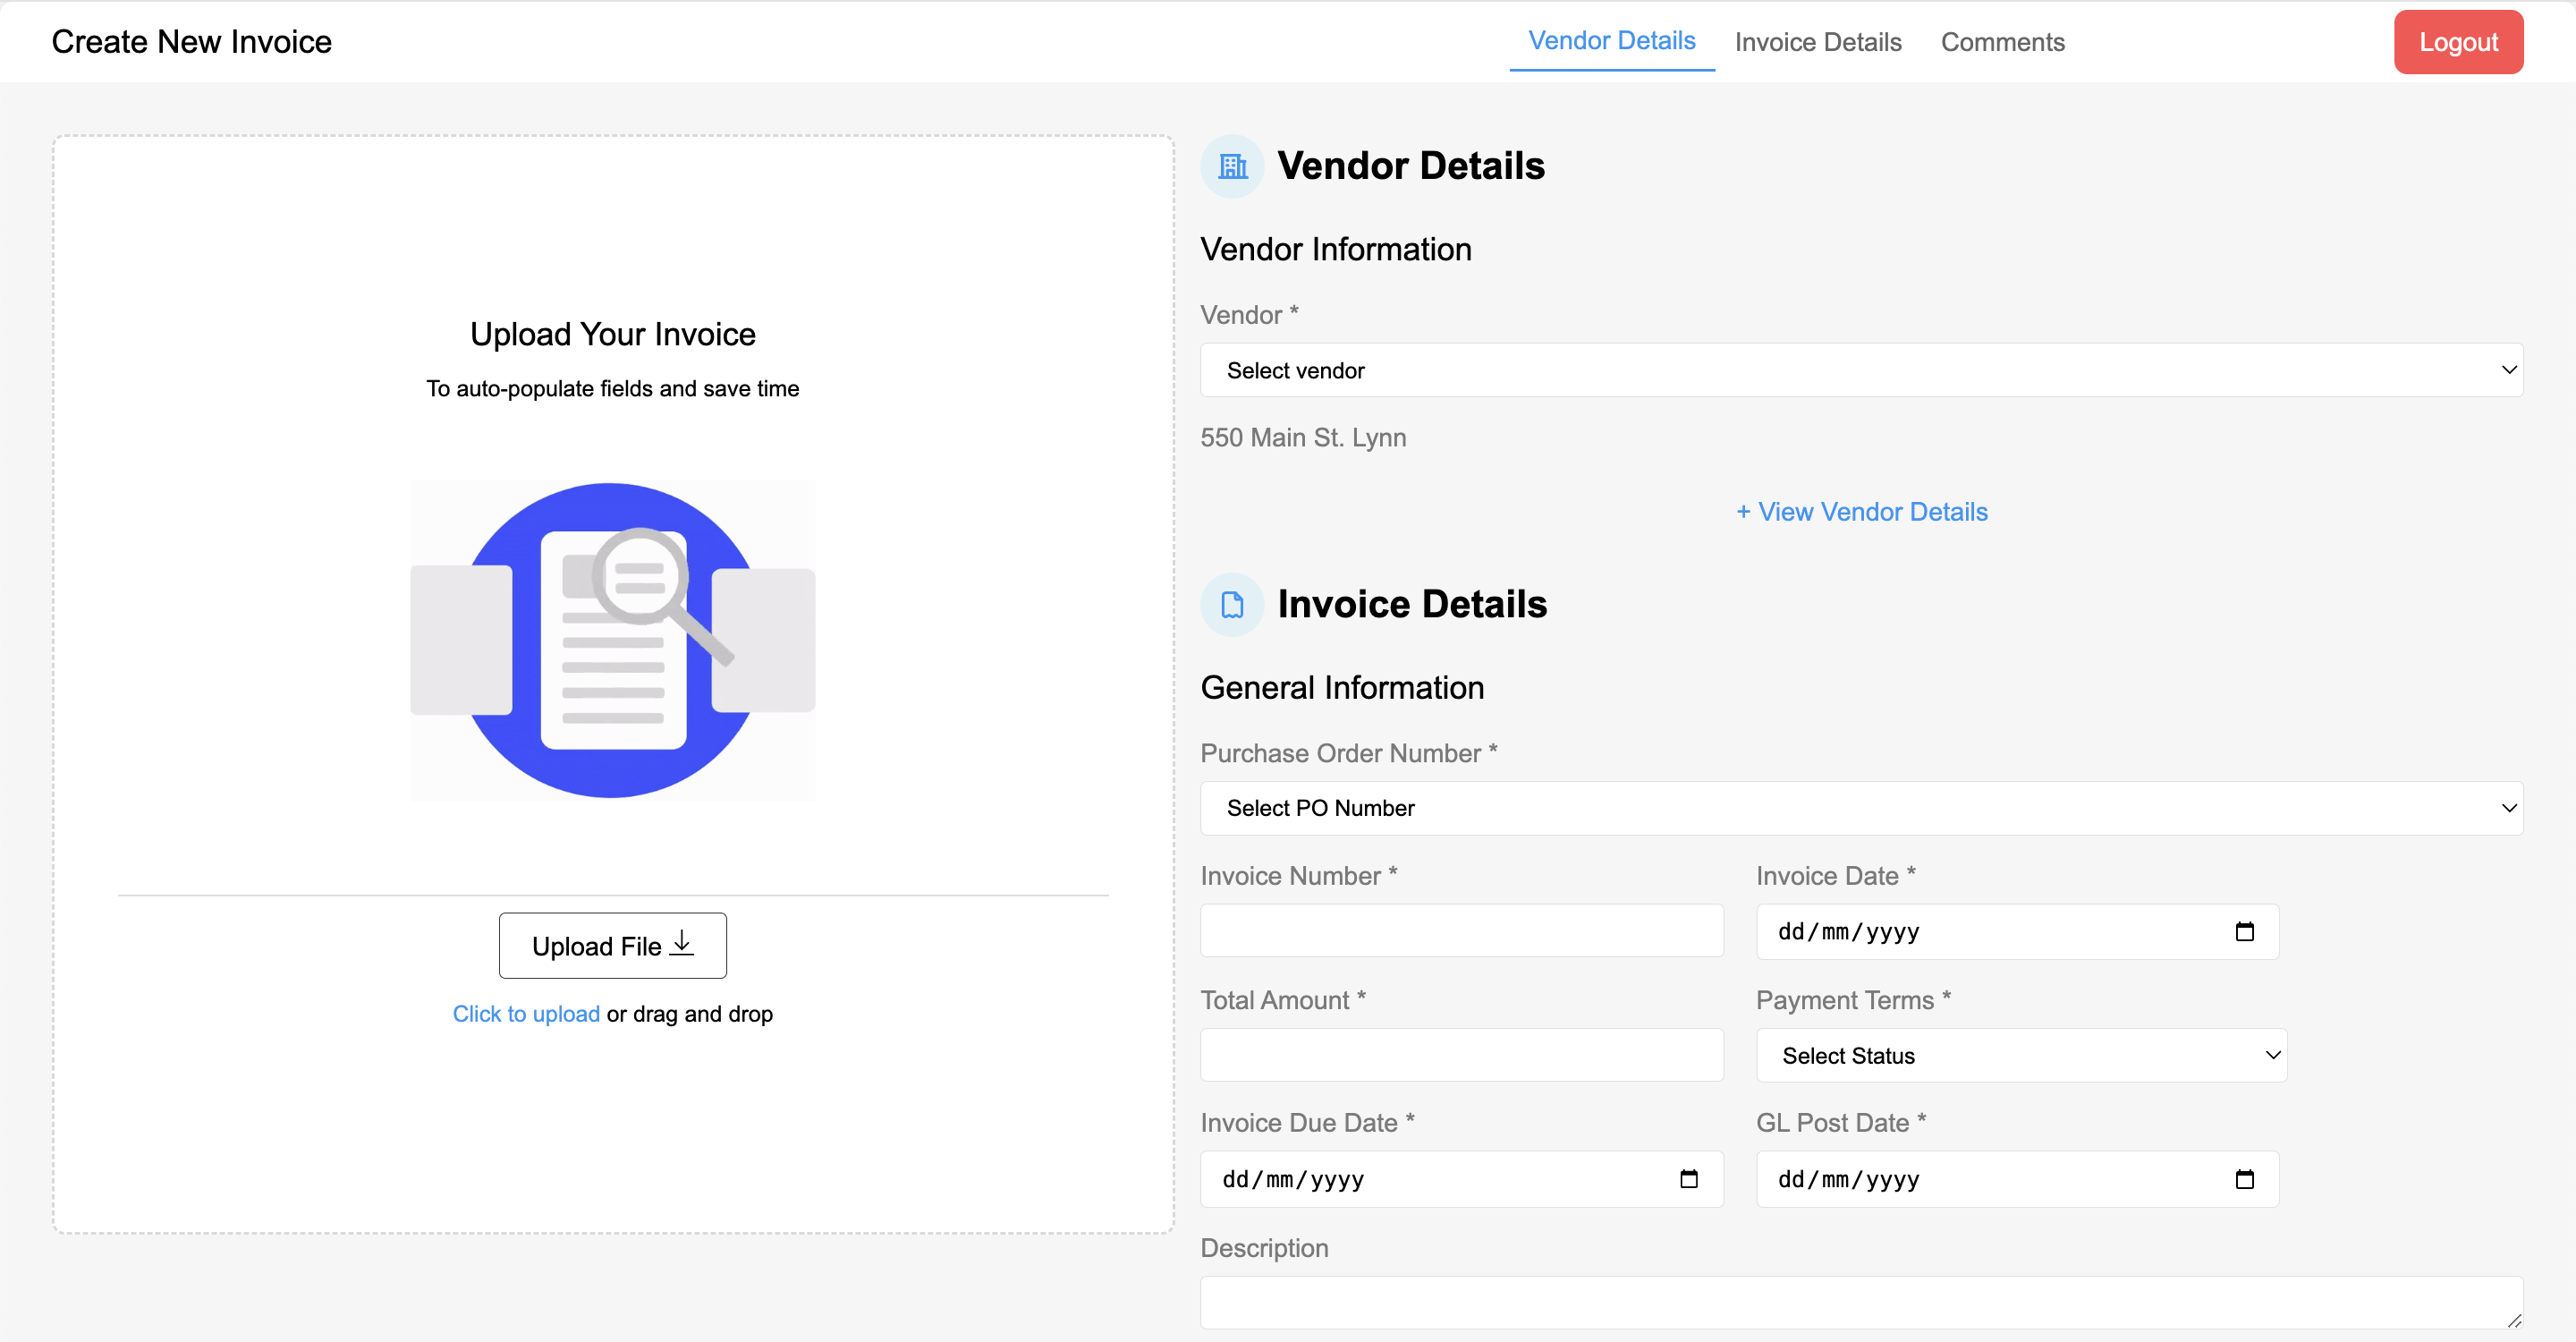 Create New Invoice
Vendor Details
Invoice Details
Comments
Logout
Upload Your Invoice
To auto-populate fields and save time
Upload File
Click to upload or drag and drop
Vendor Details
Vendor Information
Vendor *
Select vendor
550 Main St. Lynn
+ View Vendor Details
Invoice Details
General Information
Purchase Order Number *
Select PO Number
Invoice Number *
Invoice Date *
dd/mm/yyyy
Total Amount *
Payment Terms *
Select Status
Invoice Due Date *
GL Post Date *
dd/mm/yyyy
dd/mm/yyyy
Description